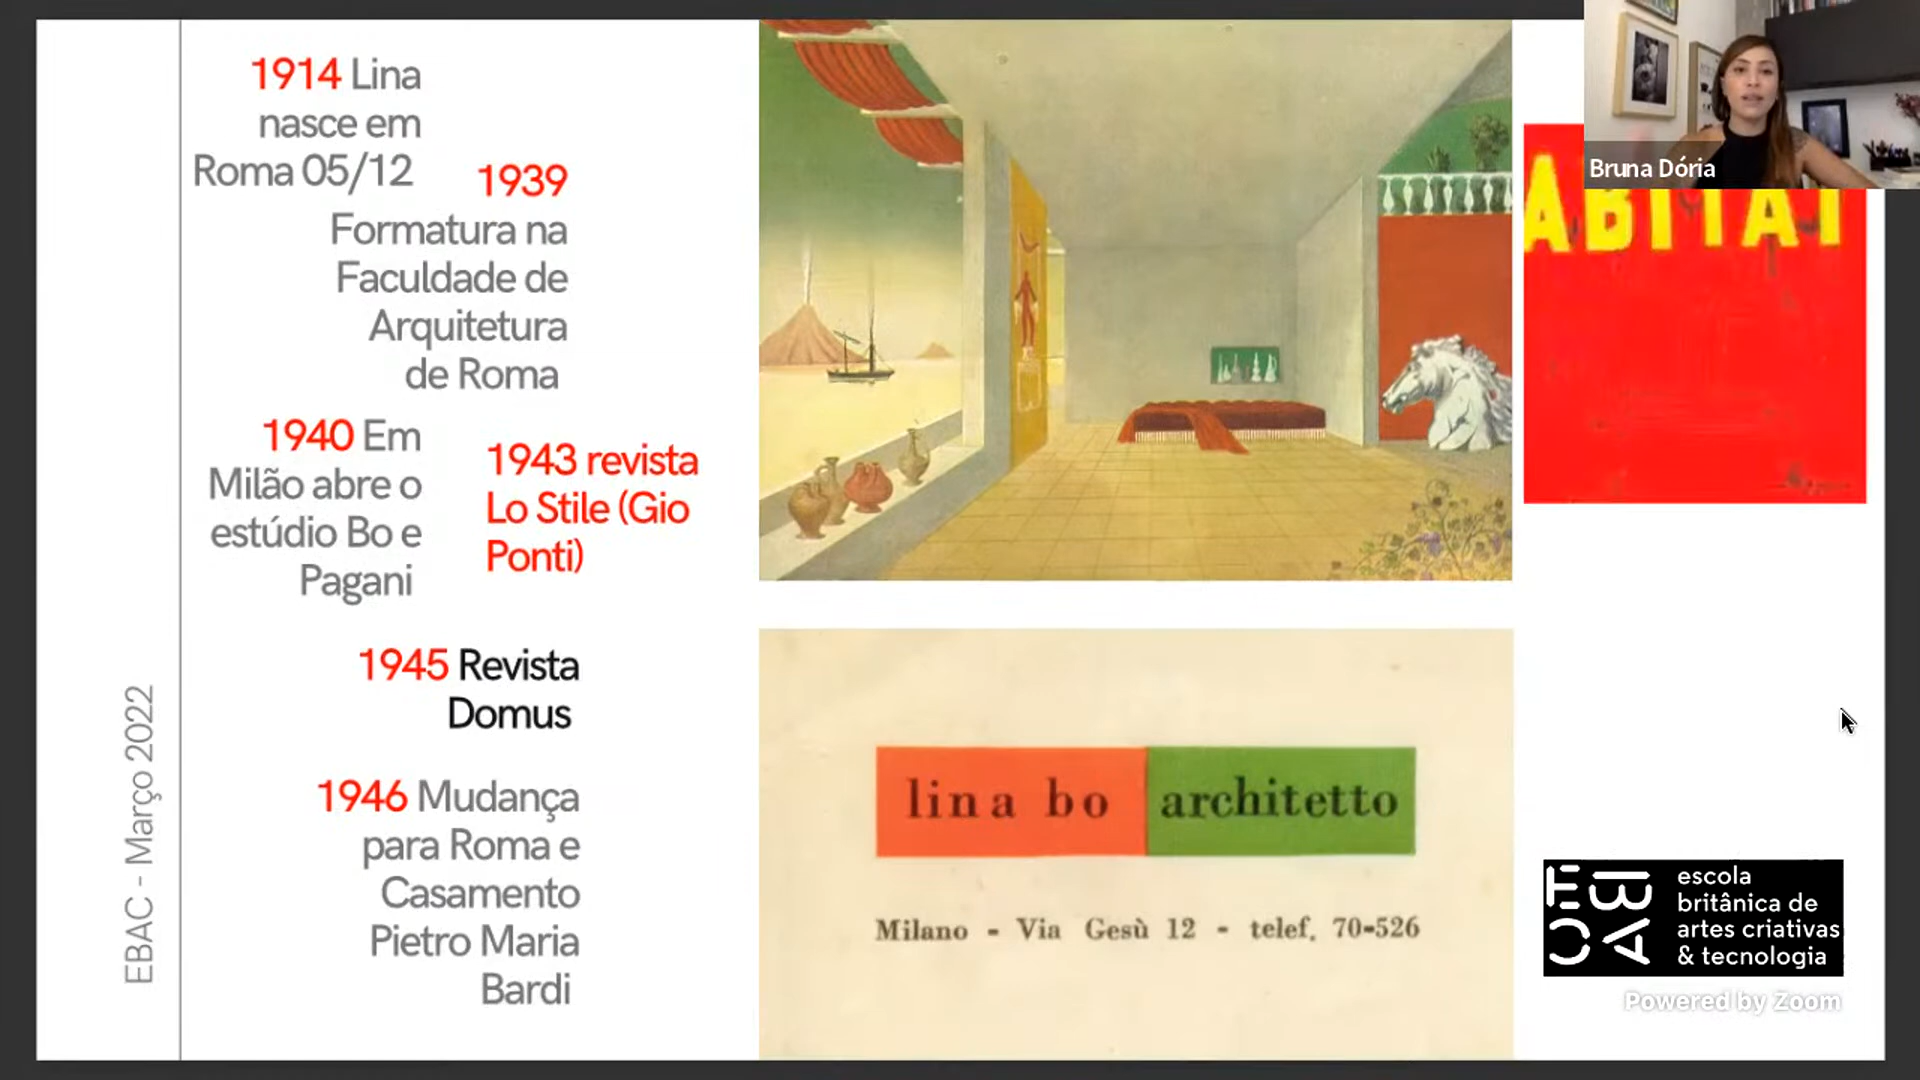 1914 Lina
nasce em
Roma 05/12
1939
Formatura na
Faculdade de
Arquitetura
de Roma
1940 Em
Milão abre o
estúdio Bo e
Pagani
1943 revista
Lo Stile (Gio
Ponti)
1945 Revista
Domus
1946 Mudança
para Roma e
Casamento
Pietro Maria
Bardi
EBAC - Março 2022
lina bo architetto
Milano - Via Gesù 12 - telef. 70-526
Bruna Dória
ABITAT
EBAC
escola
britânica de
artes criativas
& tecnologia
Powered by Zoom